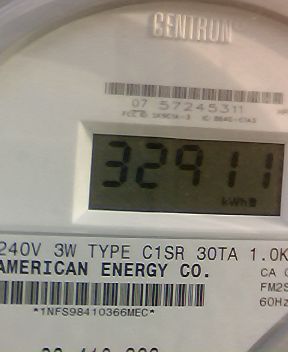 CENTRON
07 57245311
32911
kWh
240V 3W TYPE C1SR 30TA 1.0K
AMERICAN ENERGY CO.
CA
FM2S
60Hz
*1NFS98410366MEC*